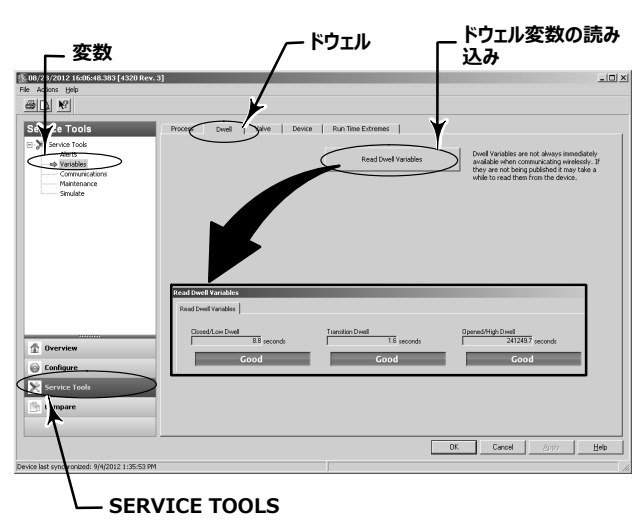 変数
ドウェル
ドウェル変数の読み
込み
08/28/2012 16:06:48.383 [4320 Rev. 3]
File Actions Help
Service Tools
Process Dwell Valve Device Run Time Extremes
Service Tools
Alerts
Variables
Communications
Maintenance
Simulate
Read Dwell Variables
Dwell Variables are not always immediately
available when communicating wirelessly. If
they are not being published it may take a
while to read them from the device.
Read Dwell Variables
Read Dwell Variables
Closed/Low Dwell Transition Dwell Opened/High Dwell
8.8 seconds 1.6 seconds 241249.7 seconds
Good Good Good
Overview
Configure
Service Tools
Compare
OK Cancel Apply Help
Device last synchronized: 9/4/2012 1:35:53 PM
SERVICE TOOLS